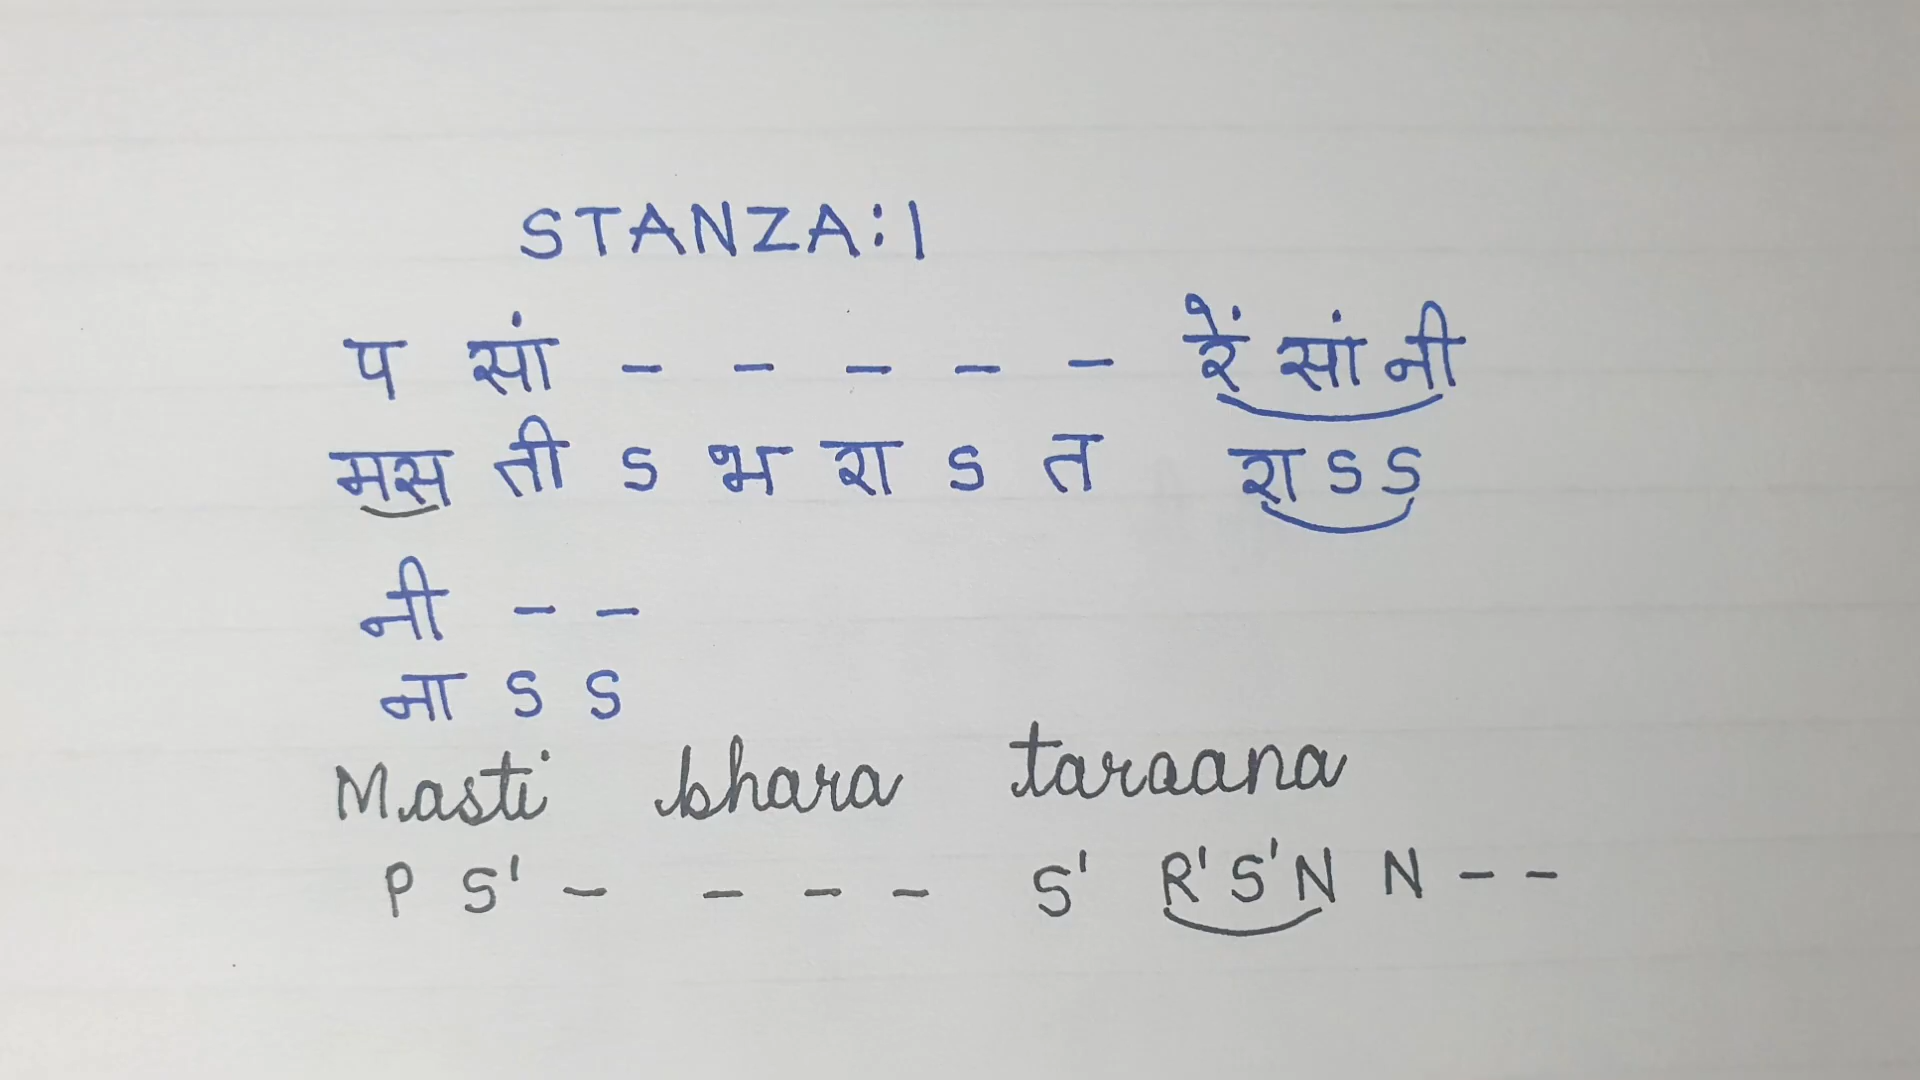 STANZA: 1
प सां - - - - - रें सां नी
मस ती ऽ भ रा ऽ त रा ऽ ऽ
नी - -
ना ऽ ऽ
Masti bhara taraana
P S' - - - - S' R' S' N N - -